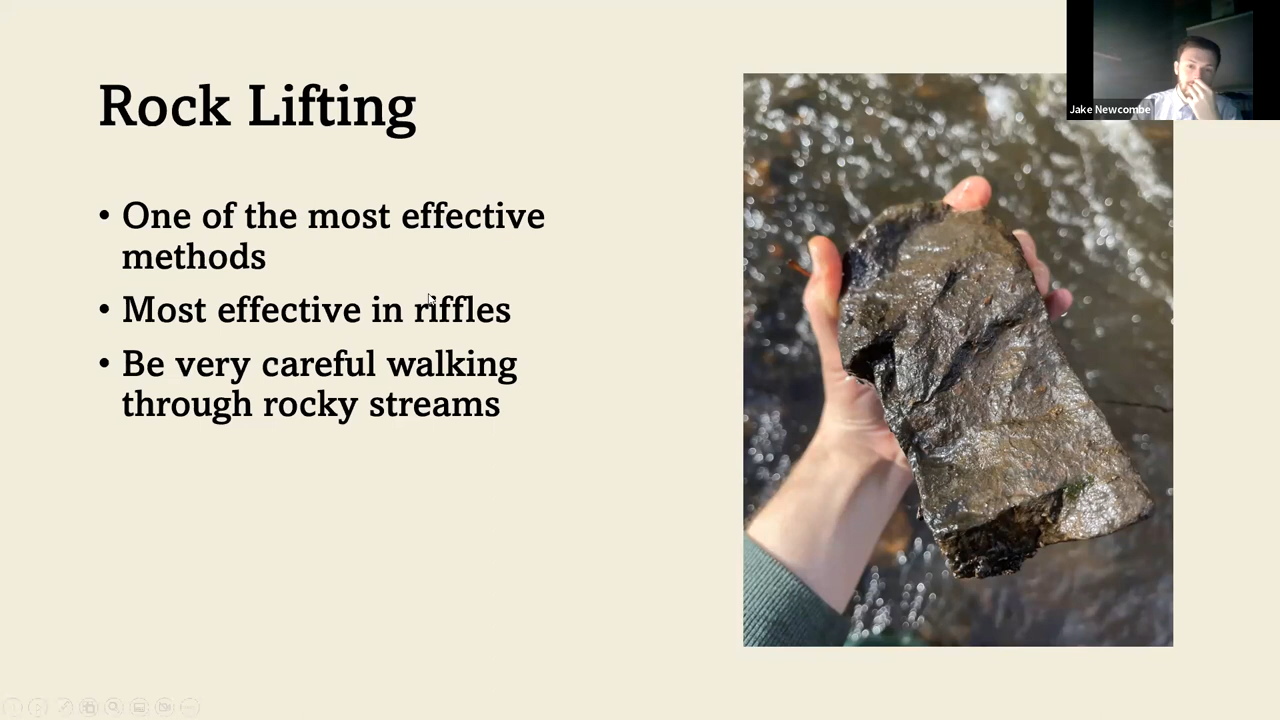 Rock Lifting
• One of the most effective
methods
• Most effective in riffles
• Be very careful walking
through rocky streams
Jake Newcombe